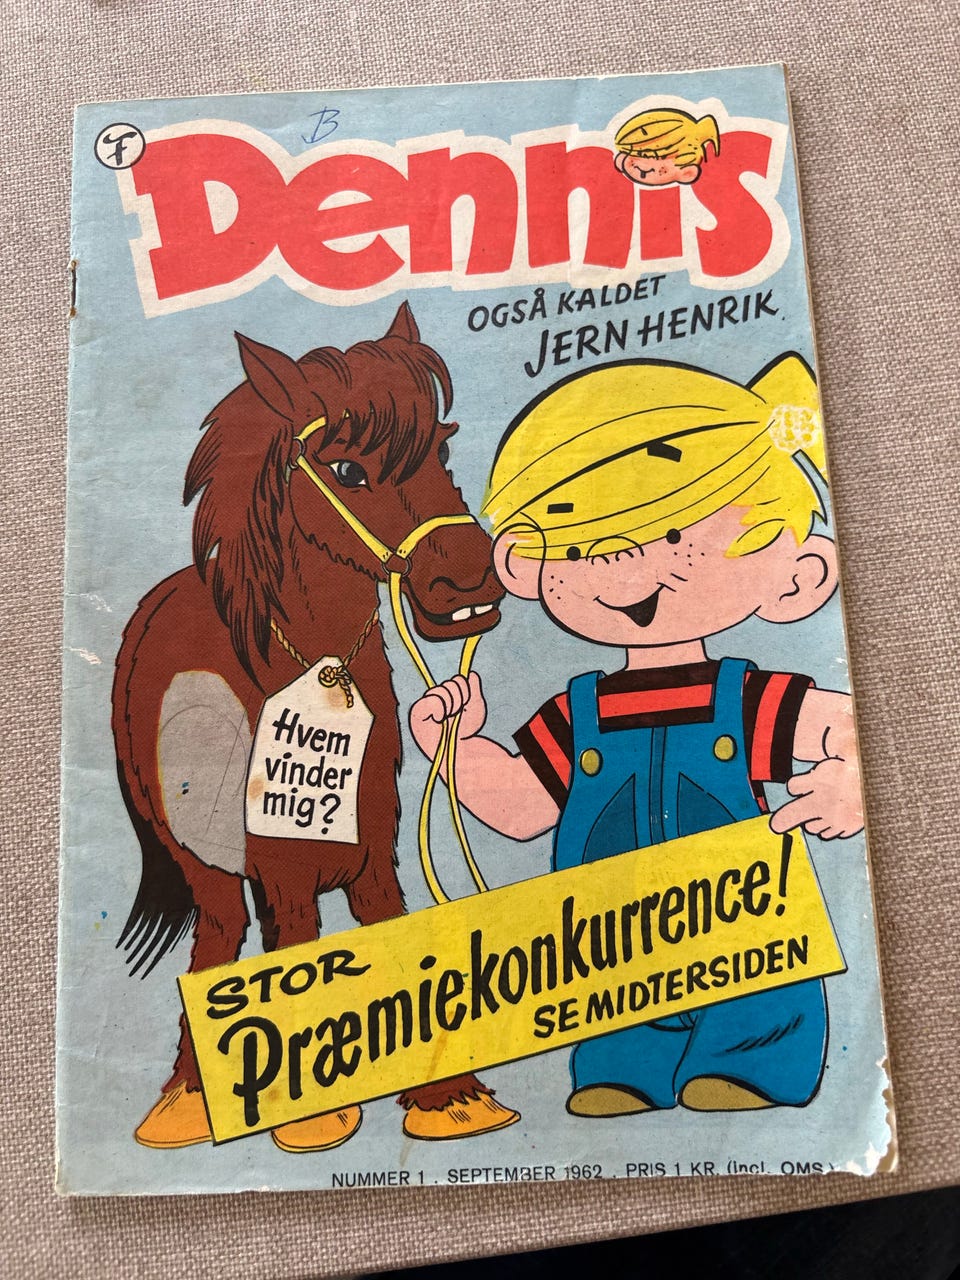 F
B
Dennis
OGSÅ KALDET
JERN HENRIK.
Hvem
vinder
mig?
STOR
Præmiekonkurrence!
SE MIDTERSIDEN
NUMMER 1 . SEPTEMBER 1962 . PRIS 1 KR. (incl. OMS.)